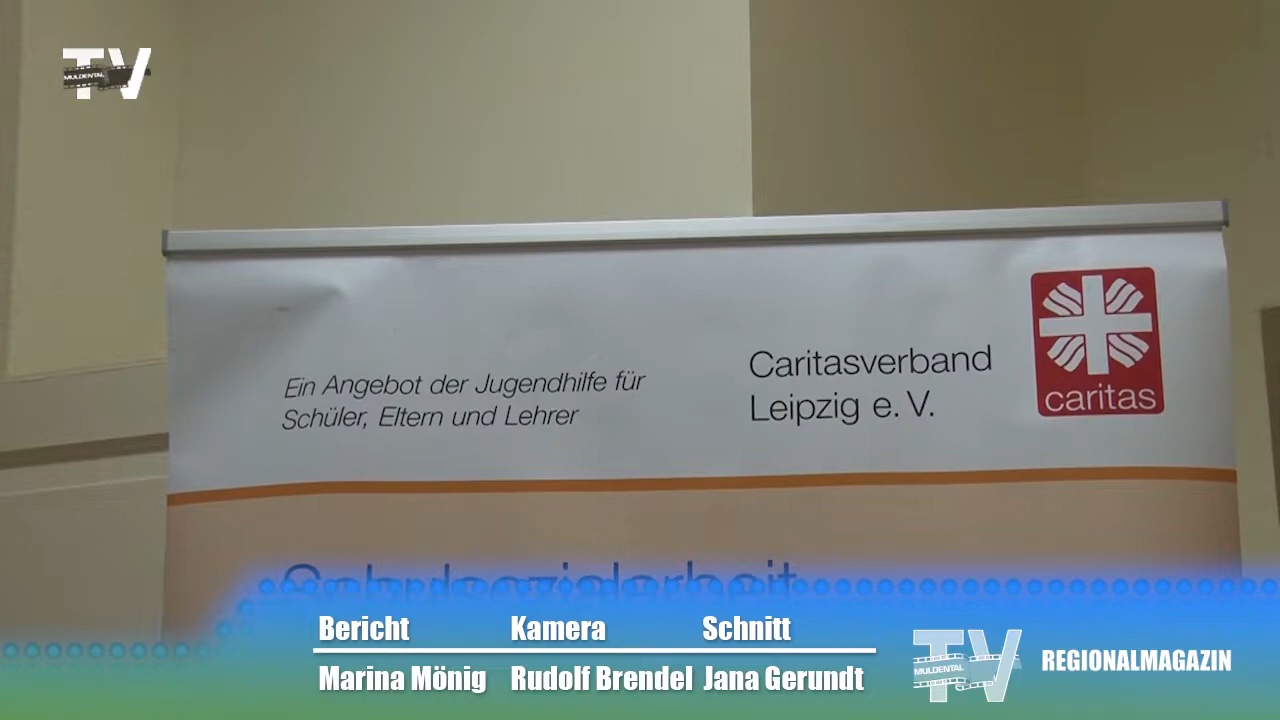 TV
MULDENTAL
Ein Angebot der Jugendhilfe für
Schüler, Eltern und Lehrer
Caritasverband
Leipzig e. V.
caritas
Schulsozialarbeit
Bericht Kamera Schnitt
Marina Mönig Rudolf Brendel Jana Gerundt
TV
MULDENTAL
REGIONALMAGAZIN